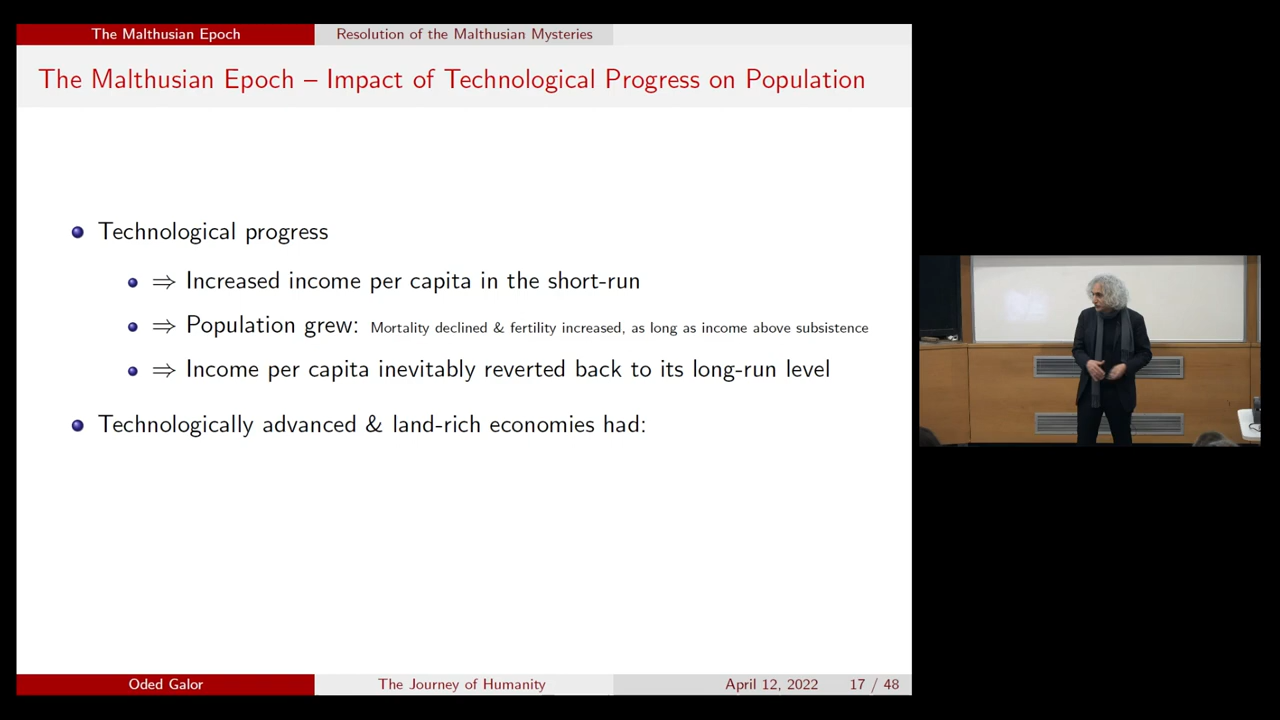 The Malthusian Epoch
Resolution of the Malthusian Mysteries
The Malthusian Epoch – Impact of Technological Progress on Population
Technological progress
⇒ Increased income per capita in the short-run
⇒ Population grew: Mortality declined & fertility increased, as long as income above subsistence
⇒ Income per capita inevitably reverted back to its long-run level
Technologically advanced & land-rich economies had:
Oded Galor
The Journey of Humanity
April 12, 2022
17 / 48